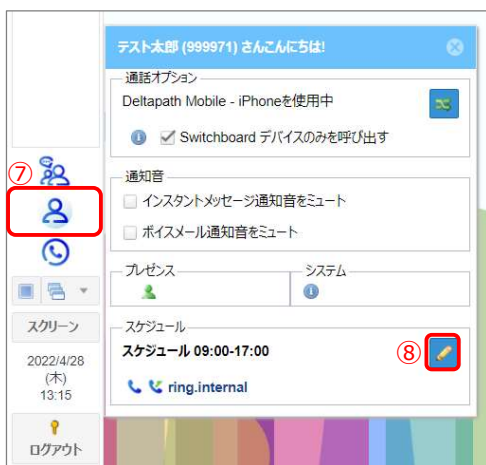 テスト太郎 (999971) さんこんにちは!
通話オプション
Deltapath Mobile - iPhoneを使用中
Switchboard デバイスのみを呼び出す
⑦
通知音
インスタントメッセージ通知音をミュート
ボイスメール通知音をミュート
プレゼンス システム
スクリーン
スケジュール
スケジュール 09:00-17:00
⑧
2022/4/28
(木)
13:15
ring.internal
ログアウト